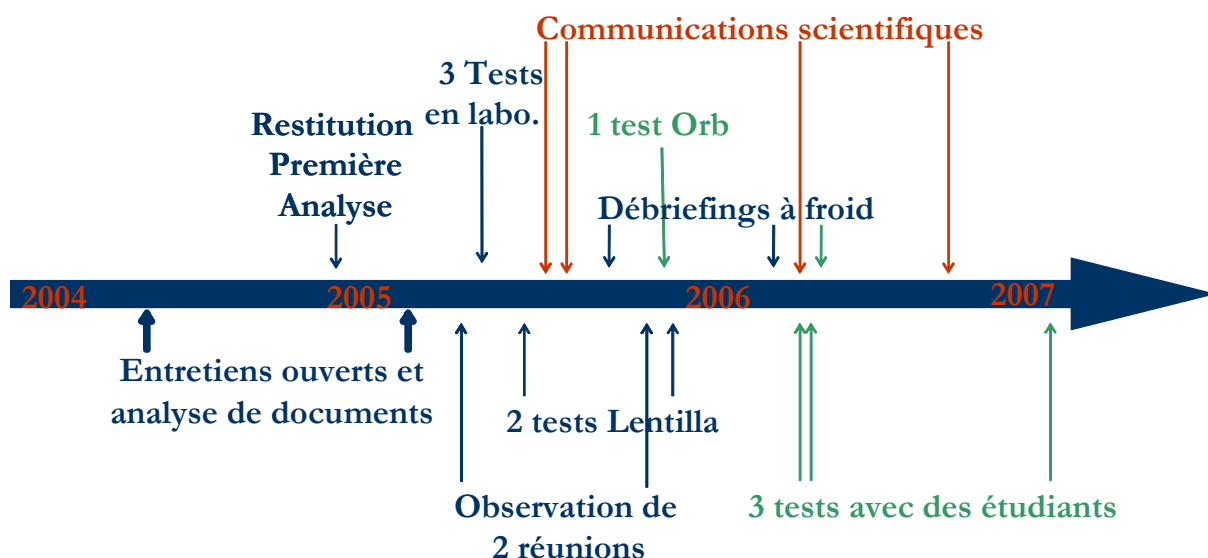 Communications scientifiques
3 Tests
en labo.
Restitution
Première
Analyse
1 test Orb
Débriefings à froid
2004
2005
2006
2007
Entretiens ouverts et
analyse de documents
2 tests Lentilla
Observation de
2 réunions
3 tests avec des étudiants